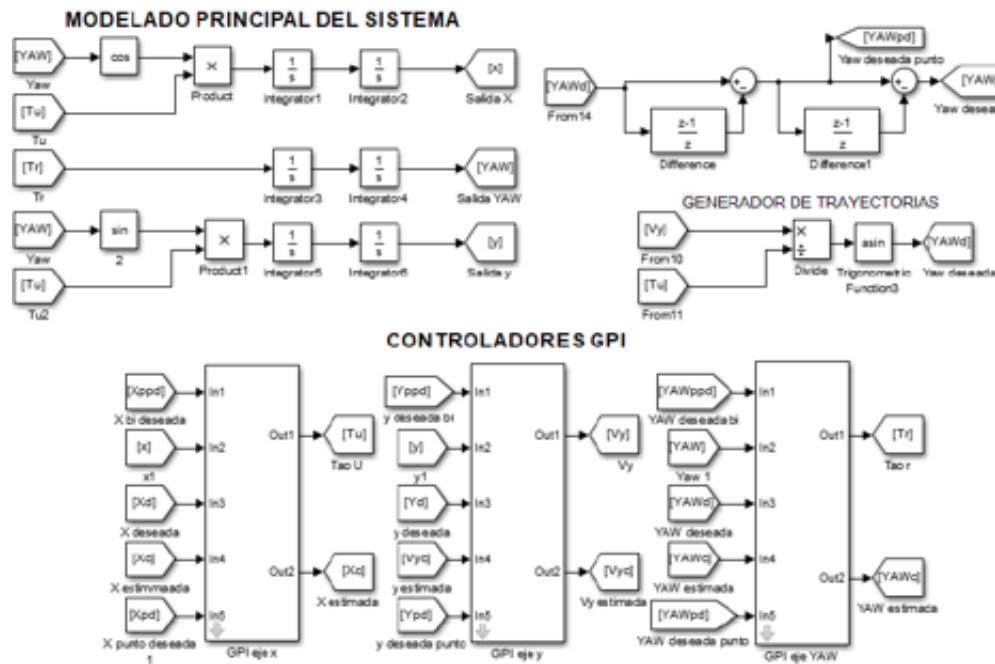 MODELADO PRINCIPAL DEL SISTEMA
[YAW]
Yaw
cos
[Tu]
Tu
×
Product
1
s
Integrator1
1
s
Integrator2
[x]
Salida X
[Tr]
Tr
1
s
Integrator3
1
s
Integrator4
[YAW]
Salida YAW
[YAW]
Yaw
sin
2
[Tu]
Tu2
×
Product1
1
s
Integrator5
1
s
Integrator6
[y]
Salida y
[YAWd]
From14
z-1
z
Difference
[YAWpd]
Yaw deseada punto
z-1
z
Difference1
[YAW
Yaw desea
GENERADOR DE TRAYECTORIAS
[Vy]
From10
[Tu]
From11
×
÷
Divide
asin
Trigonometric
Function3
[YAWd]
Yaw deseada
CONTROLADORES GPI
[Xppd]
X bi deseada
[x]
x1
[Xd]
X deseada
[Xc]
X estimmaada
[Xpd]
X punto deseada
1
In1
In2
In3
In4
In5
Out1
Out2
GPI eje x
[Tu]
Tao U
[Xc]
X estimada
[Yppd]
y deseada bi
[y]
y1
[Yd]
y deseada
[Vyc]
y estimada
[Ypd]
y deseada punto
In1
In2
In3
In4
In5
Out1
Out2
GPI eje y
[Vy]
Vy
[Vyc]
Vy estimada
[YAWppd]
YAW deseada bi
[YAW]
Yaw 1
[YAWd]
YAW deseada
[YAWc]
YAW estimada
[YAWpd]
YAW deseada punto
In1
In2
In3
In4
In5
Out1
Out2
GPI eje YAW
[Tr]
Tao r
[YAWc]
YAW estimada